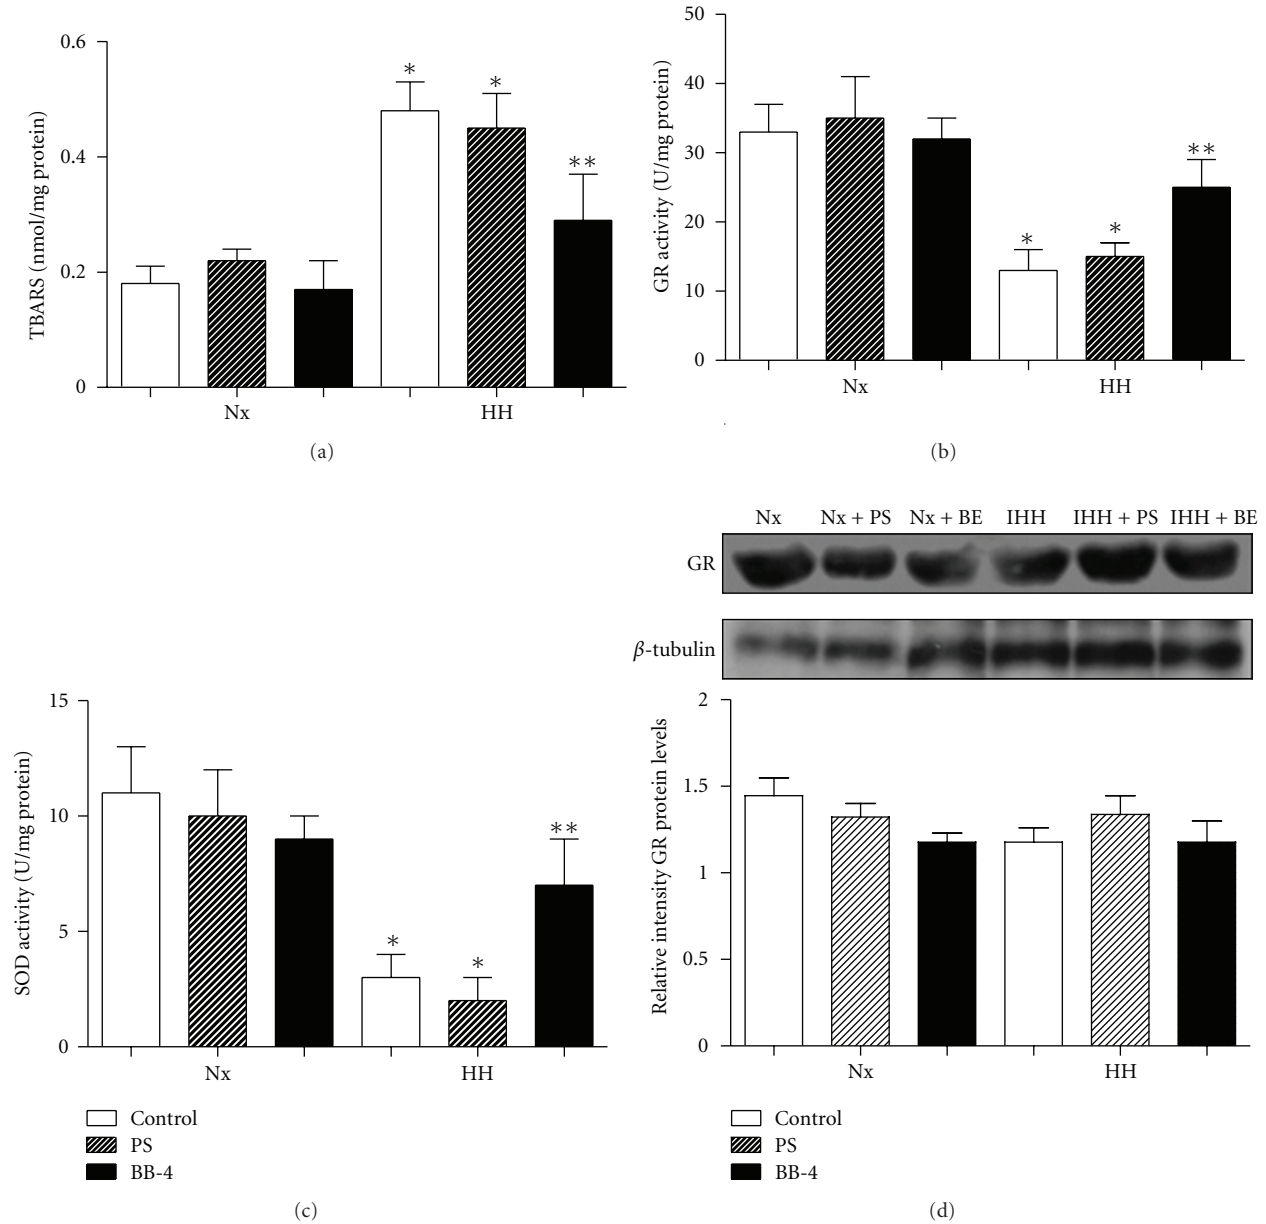 0.6
0.4
0.2
0
TBARS (nmol/mg protein)
*
*
**
Nx
HH
(a)
50
40
30
20
10
0
GR activity (U/mg protein)
*
*
**
Nx
HH
(b)
15
10
5
0
SOD activity (U/mg protein)
*
*
**
Nx
HH
Control
PS
BB-4
(c)
Nx
Nx + PS
Nx + BE
IHH
IHH + PS
IHH + BE
GR
β-tubulin
2
1.5
1
0.5
0
Relative intensity GR protein levels
Nx
HH
Control
PS
BB-4
(d)